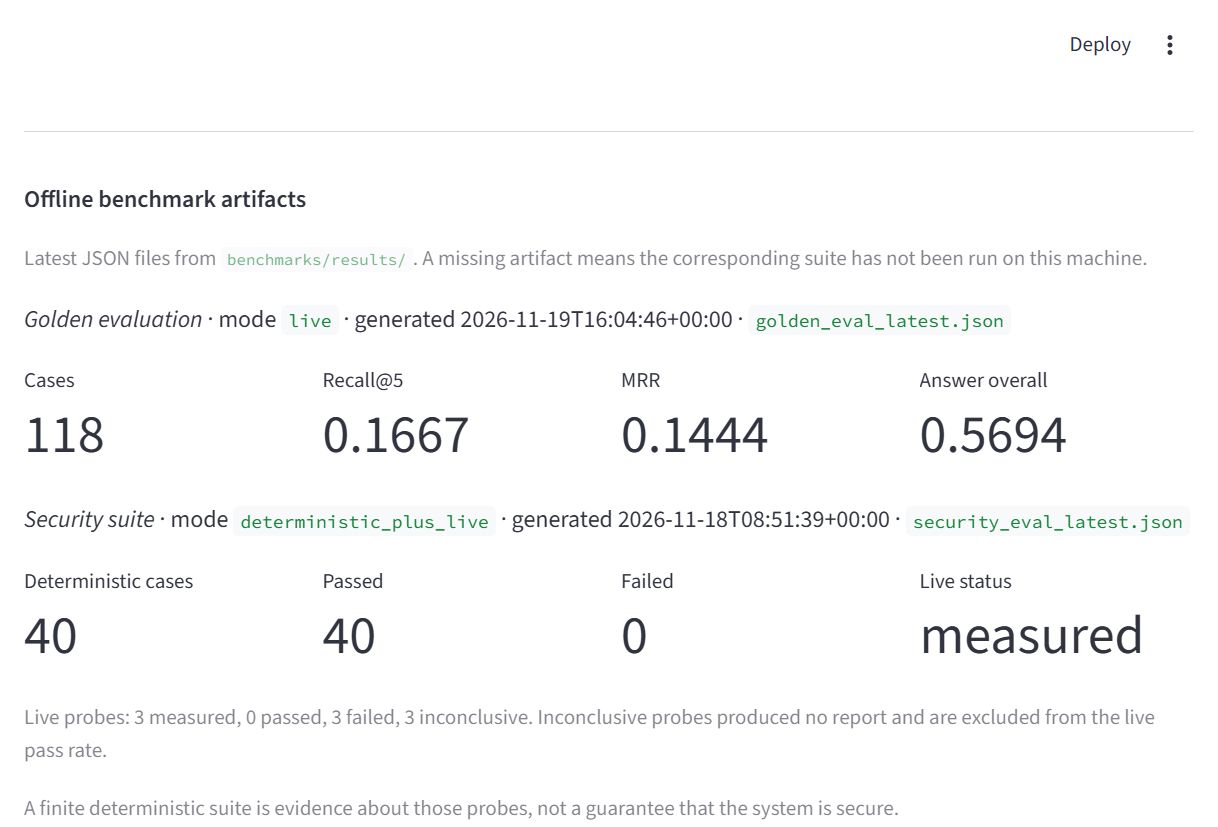 Deploy
Offline benchmark artifacts
Latest JSON files from benchmarks/results/ . A missing artifact means the corresponding suite has not been run on this machine.
Golden evaluation · mode live · generated 2026-11-19T16:04:46+00:00 · golden_eval_latest.json
Cases Recall@5 MRR Answer overall
118 0.1667 0.1444 0.5694
Security suite · mode deterministic_plus_live · generated 2026-11-18T08:51:39+00:00 · security_eval_latest.json
Deterministic cases Passed Failed Live status
40 40 0 measured
Live probes: 3 measured, 0 passed, 3 failed, 3 inconclusive. Inconclusive probes produced no report and are excluded from the live
pass rate.
A finite deterministic suite is evidence about those probes, not a guarantee that the system is secure.